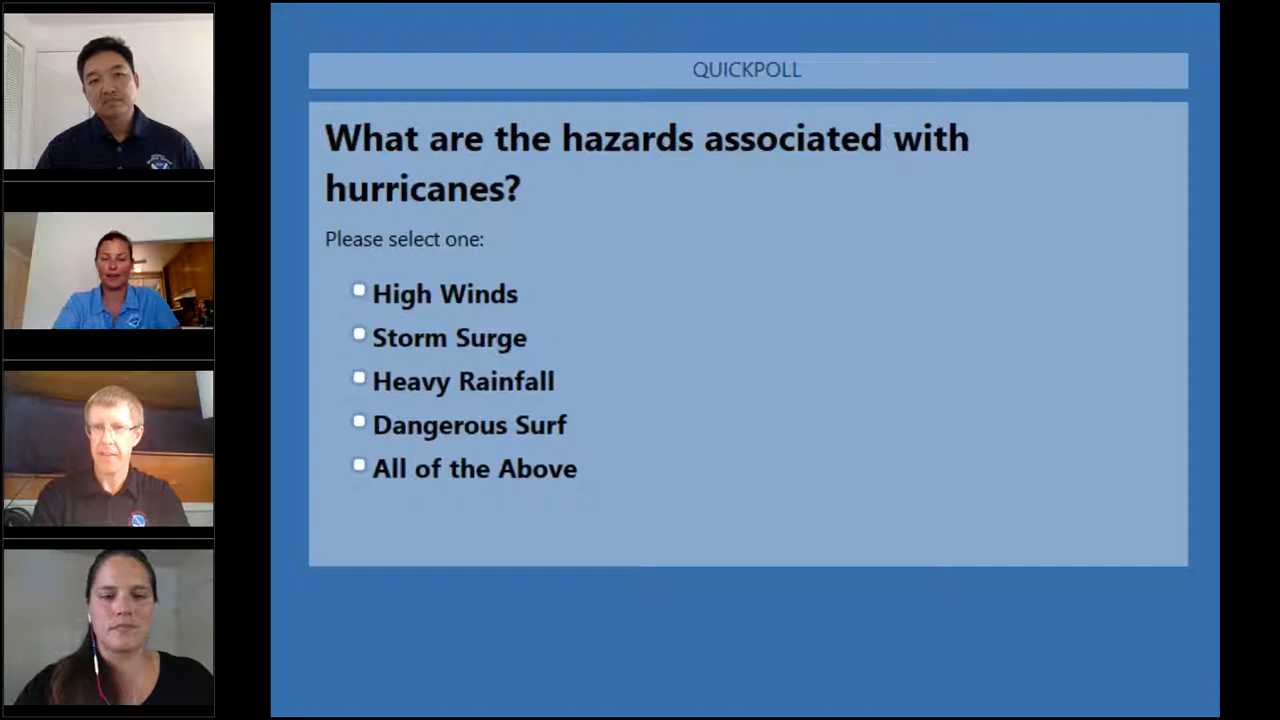 QUICKPOLL
What are the hazards associated with
hurricanes?
Please select one:
High Winds
Storm Surge
Heavy Rainfall
Dangerous Surf
All of the Above